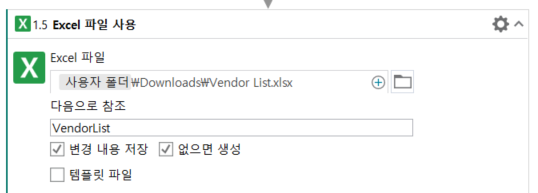 1.5 Excel 파일 사용
Excel 파일
사용자 폴더₩Downloads₩Vendor List.xlsx
다음으로 참조
VendorList
변경 내용 저장 없으면 생성
템플릿 파일